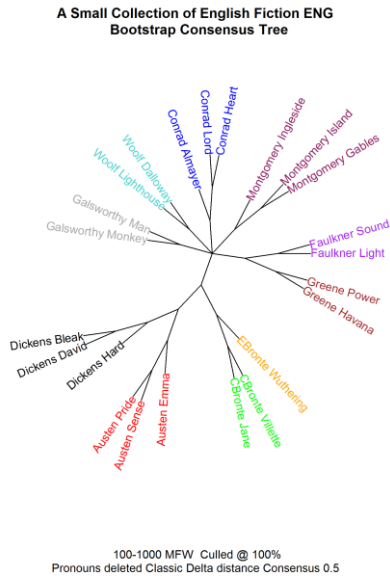 A Small Collection of English Fiction ENG
Bootstrap Consensus Tree
Conrad Almayer
Conrad Lord
Conrad Heart
Montgomery Ingleside
Montgomery Island
Montgomery Gables
Woolf Dalloway
Woolf Lighthouse
Galsworthy Man
Galsworthy Monkey
Faulkner Sound
Faulkner Light
Greene Power
Greene Havana
Dickens Bleak
Dickens David
Dickens Hard
Austen Pride
Austen Sense
Austen Emma
EBronte Wuthering
CBronte Villette
CBronte Jane
100-1000 MFW Culled @ 100%
Pronouns deleted Classic Delta distance Consensus 0.5